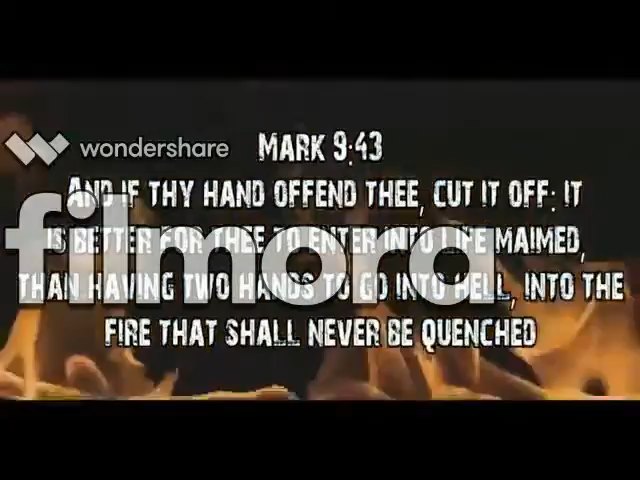 wondershare
filmora
MARK 9:43
AND IF THY HAND OFFEND THEE, CUT IT OFF: IT
IS BETTER FOR THEE TO ENTER INTO LIFE MAIMED,
THAN HAVING TWO HANDS TO GO INTO HELL, INTO THE
FIRE THAT SHALL NEVER BE QUENCHED